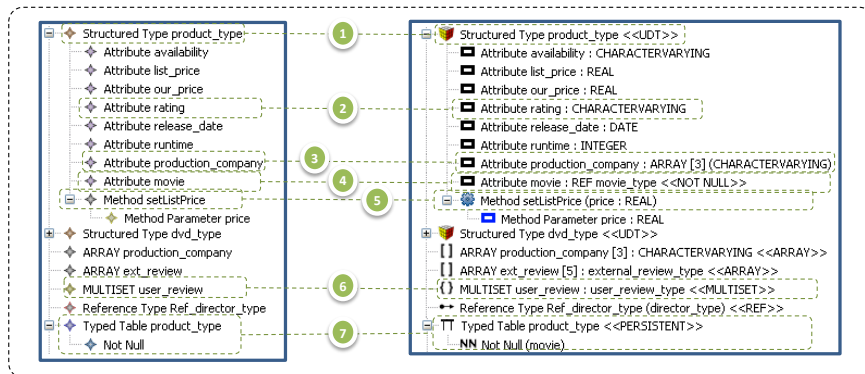 Structured Type product_type
Attribute availability
Attribute list_price
Attribute our_price
Attribute rating
Attribute release_date
Attribute runtime
Attribute production_company
Attribute movie
Method setListPrice
Method Parameter price
Structured Type dvd_type
ARRAY production_company
ARRAY ext_review
MULTISET user_review
Reference Type Ref_director_type
Typed Table product_type
Not Null
1
2
3
4
5
6
7
Structured Type product_type <<UDT>>
Attribute availability : CHARACTERVARYING
Attribute list_price : REAL
Attribute our_price : REAL
Attribute rating : CHARACTERVARYING
Attribute release_date : DATE
Attribute runtime : INTEGER
Attribute production_company : ARRAY [3] (CHARACTERVARYING)
Attribute movie : REF movie_type <<NOT NULL>>
Method setListPrice (price : REAL)
Method Parameter price : REAL
Structured Type dvd_type <<UDT>>
[ ] ARRAY production_company [3] : CHARACTERVARYING <<ARRAY>>
[ ] ARRAY ext_review [5] : external_review_type <<ARRAY>>
{ } MULTISET user_review : user_review_type <<MULTISET>>
Reference Type Ref_director_type (director_type) <<REF>>
Typed Table product_type <<PERSISTENT>>
NN Not Null (movie)